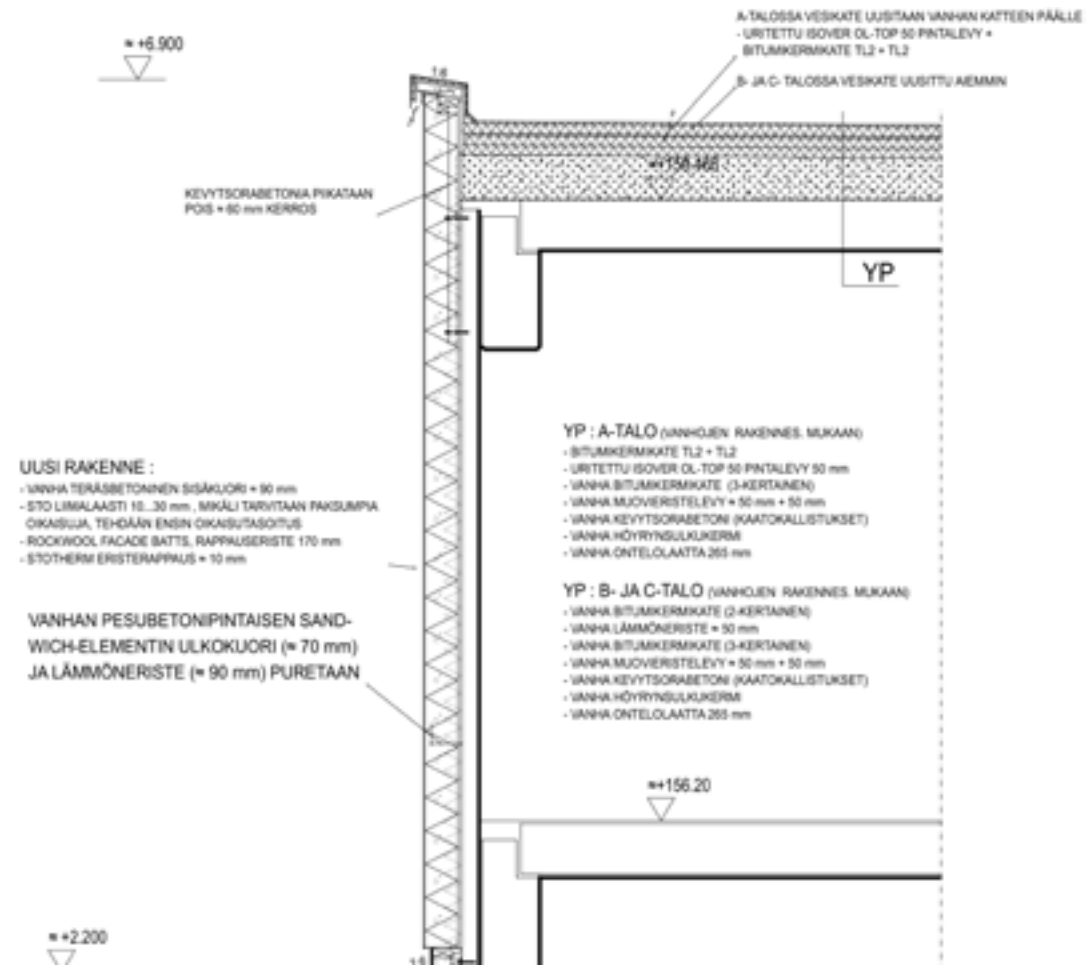 A-TALOSSA VESIKATE UUSITAAN VANHAN KATTEEN PÄÄLLE
- URITETTU ISOVER OL-TOP 50 PINTALEVY +
BITUMIKERMIKATE TL2 + TL2
B- JA C- TALOSSA VESIKATE UUSITTU AIEMMIN
≈ +6.900
1:6
KEVYTSORABETONIA PIIKATAAN
POIS ≈ 60 mm KERROS
YP
YP : A-TALO (VANHOJEN RAKENNES. MUKAAN)
- BITUMIKERMIKATE TL2 + TL2
- URITETTU ISOVER OL-TOP 50 PINTALEVY 50 mm
- VANHA BITUMIKERMIKATE (3-KERTAINEN)
- VANHA MUOVIERISTELEVY ≈ 50 mm + 50 mm
- VANHA KEVYTSORABETONI (KAATOKALLISTUKSET)
- VANHA HÖYRYNSULKUKERMI
- VANHA ONTELOLAATTA 265 mm
UUSI RAKENNE :
- VANHA TERÄSBETONINEN SISÄKUORI ≈ 90 mm
- STO LIIMALAASTI 10...30 mm , MIKÄLI TARVITAAN PAKSUMPIA
OIKAISUJA, TEHDÄÄN ENSIN OIKAISUTASOITUS
- ROCKWOOL FACADE BATTS, RAPPAUSERISTE 170 mm
- STOTHERM ERISTERAPPAUS ≈ 10 mm
YP : B- JA C-TALO (VANHOJEN RAKENNES. MUKAAN)
- VANHA BITUMIKERMIKATE (2-KERTAINEN)
- VANHA LÄMMÖNERISTE ≈ 50 mm
- VANHA BITUMIKERMIKATE (3-KERTAINEN)
- VANHA MUOVIERISTELEVY ≈ 50 mm + 50 mm
- VANHA KEVYTSORABETONI (KAATOKALLISTUKSET)
- VANHA HÖYRYNSULKUKERMI
- VANHA ONTELOLAATTA 265 mm
VANHAN PESUBETONIPINTAISEN SAND-
WICH-ELEMENTIN ULKOKUORI (≈ 70 mm)
JA LÄMMÖNERISTE (≈ 90 mm) PURETAAN
≈+156.20
≈ +2.200